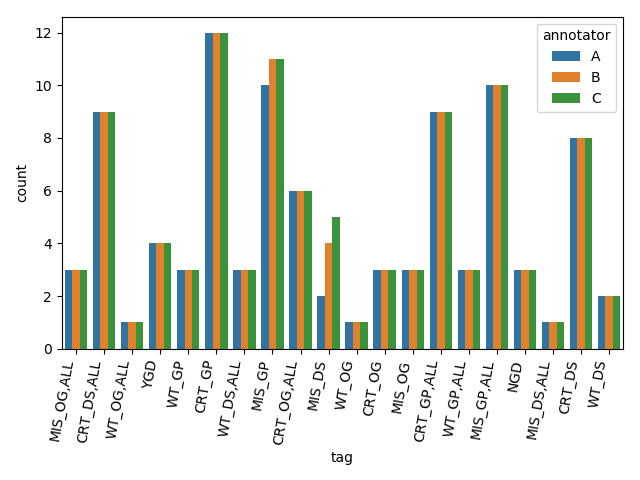 annotator
A
B
C
12
10
8
6
4
2
0
count
MIS_OG,ALL
CRT_DS,ALL
WT_OG,ALL
YGD
WT_GP
CRT_GP
WT_DS,ALL
MIS_GP
CRT_OG,ALL
MIS_DS
WT_OG
CRT_OG
MIS_OG
CRT_GP,ALL
WT_GP,ALL
MIS_GP,ALL
NGD
MIS_DS,ALL
CRT_DS
WT_DS
tag